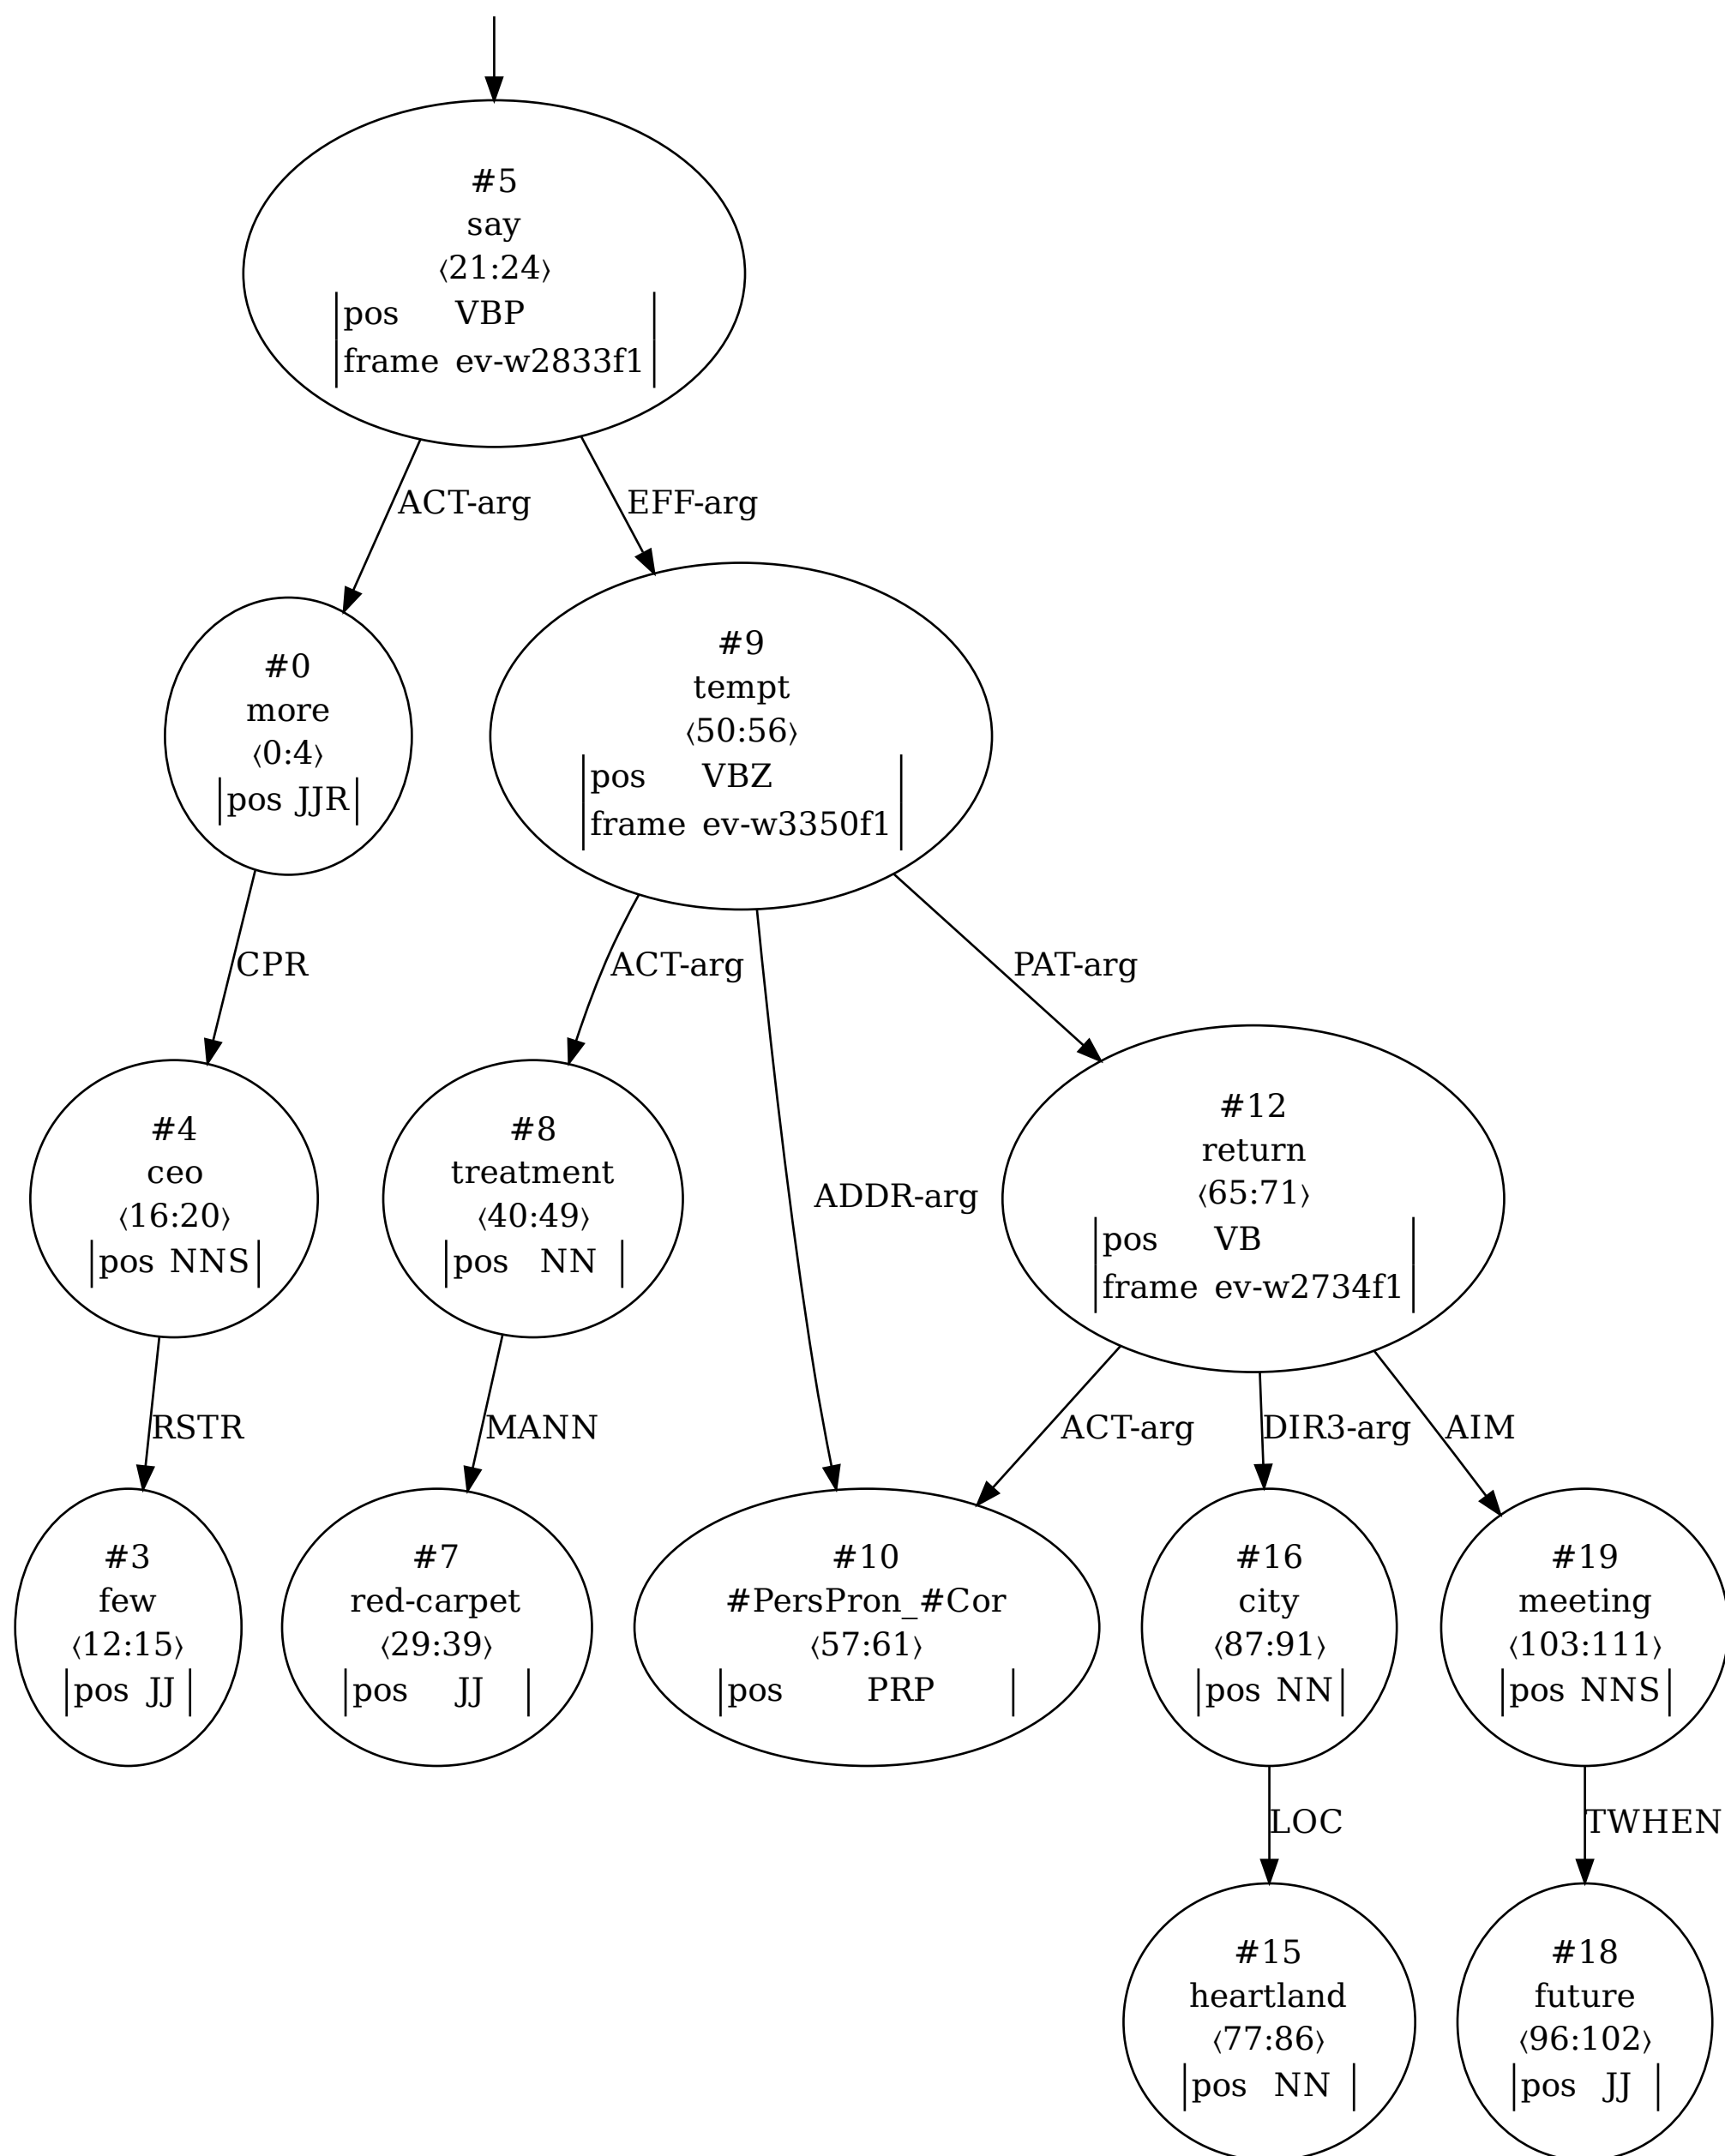 #5
say
⟨21:24⟩
pos VBP
frame ev-w2833f1
ACT-arg
EFF-arg
#0
more
⟨0:4⟩
pos JJR
#9
tempt
⟨50:56⟩
pos VBZ
frame ev-w3350f1
CPR
ACT-arg
ADDR-arg
PAT-arg
#4
ceo
⟨16:20⟩
pos NNS
#8
treatment
⟨40:49⟩
pos NN
#12
return
⟨65:71⟩
pos VB
frame ev-w2734f1
RSTR
MANN
ACT-arg
DIR3-arg
AIM
#3
few
⟨12:15⟩
pos JJ
#7
red-carpet
⟨29:39⟩
pos JJ
#10
#PersPron_#Cor
⟨57:61⟩
pos PRP
#16
city
⟨87:91⟩
pos NN
#19
meeting
⟨103:111⟩
pos NNS
LOC
TWHEN
#15
heartland
⟨77:86⟩
pos NN
#18
future
⟨96:102⟩
pos JJ